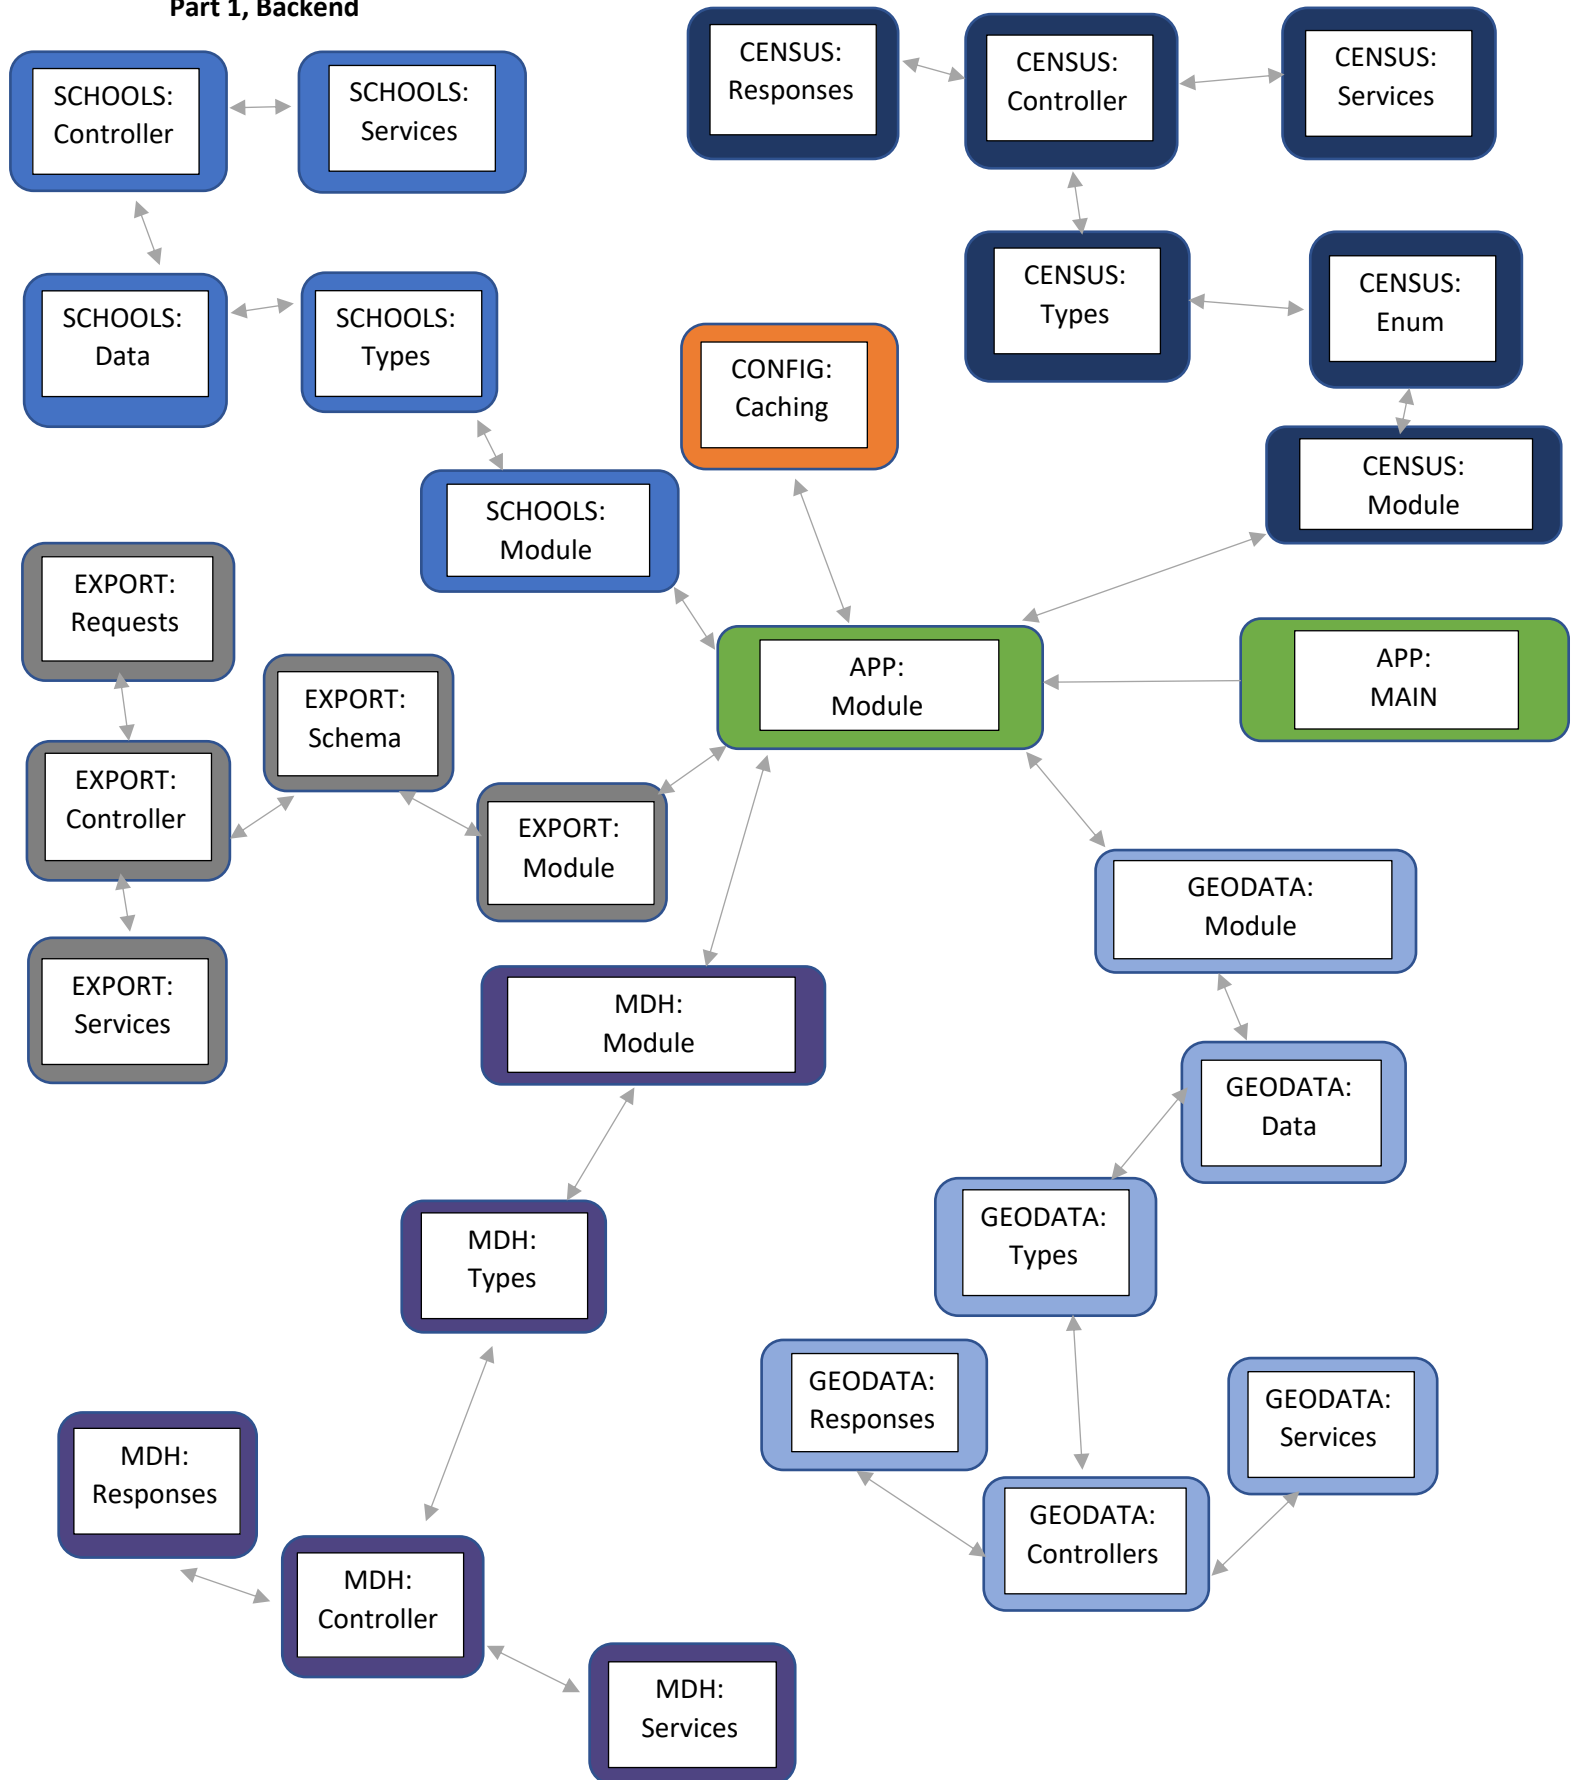 Part 1, Backend
SCHOOLS:
Controller
SCHOOLS:
Services
CENSUS:
Responses
CENSUS:
Controller
CENSUS:
Services
SCHOOLS:
Data
SCHOOLS:
Types
CENSUS:
Types
CENSUS:
Enum
CONFIG:
Caching
CENSUS:
Module
SCHOOLS:
Module
EXPORT:
Requests
EXPORT:
Schema
APP:
Module
APP:
MAIN
EXPORT:
Controller
EXPORT:
Module
GEODATA:
Module
EXPORT:
Services
MDH:
Module
GEODATA:
Data
MDH:
Types
GEODATA:
Types
GEODATA:
Responses
GEODATA:
Services
MDH:
Responses
GEODATA:
Controllers
MDH:
Controller
MDH:
Services